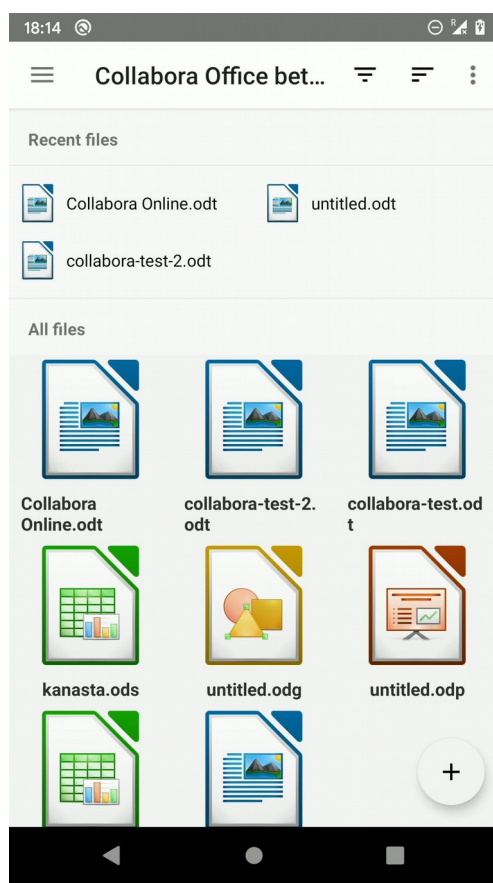 18:14
R
Collabora Office bet...
Recent files
Collabora Online.odt
untitled.odt
collabora-test-2.odt
All files
Collabora
Online.odt
collabora-test-2.
odt
collabora-test.od
t
kanasta.ods
untitled.odg
untitled.odp
+